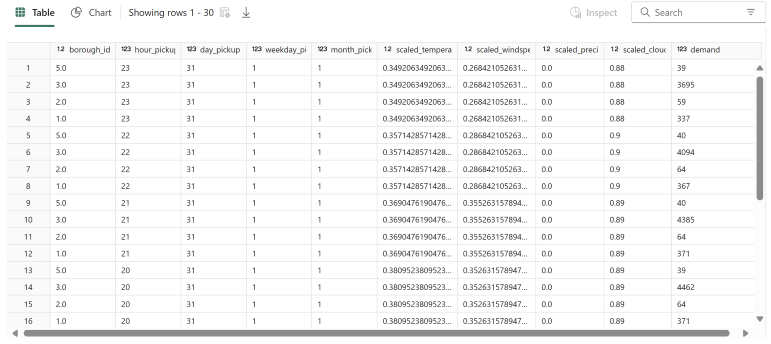 Table Chart Showing rows 1 - 30 Inspect Search
1.2 borough_id 123 hour_pickup 123 day_pickup 123 weekday_pi 123 month_pick 1.2 scaled_tempera 1.2 scaled_windspe 1.2 scaled_preci 1.2 scaled_clouc 123 demand
1 5.0 23 31 1 1 0.3492063492063... 0.268421052631... 0.0 0.88 39
2 3.0 23 31 1 1 0.3492063492063... 0.268421052631... 0.0 0.88 3695
3 2.0 23 31 1 1 0.3492063492063... 0.268421052631... 0.0 0.88 59
4 1.0 23 31 1 1 0.3492063492063... 0.268421052631... 0.0 0.88 337
5 5.0 22 31 1 1 0.3571428571428... 0.286842105263... 0.0 0.9 40
6 3.0 22 31 1 1 0.3571428571428... 0.286842105263... 0.0 0.9 4094
7 2.0 22 31 1 1 0.3571428571428... 0.286842105263... 0.0 0.9 64
8 1.0 22 31 1 1 0.3571428571428... 0.286842105263... 0.0 0.9 367
9 5.0 21 31 1 1 0.3690476190476... 0.355263157894... 0.0 0.89 40
10 3.0 21 31 1 1 0.3690476190476... 0.355263157894... 0.0 0.89 4385
11 2.0 21 31 1 1 0.3690476190476... 0.355263157894... 0.0 0.89 64
12 1.0 21 31 1 1 0.3690476190476... 0.355263157894... 0.0 0.89 371
13 5.0 20 31 1 1 0.3809523809523... 0.352631578947... 0.0 0.89 39
14 3.0 20 31 1 1 0.3809523809523... 0.352631578947... 0.0 0.89 4462
15 2.0 20 31 1 1 0.3809523809523... 0.352631578947... 0.0 0.89 64
16 1.0 20 31 1 1 0.3809523809523... 0.352631578947... 0.0 0.89 371